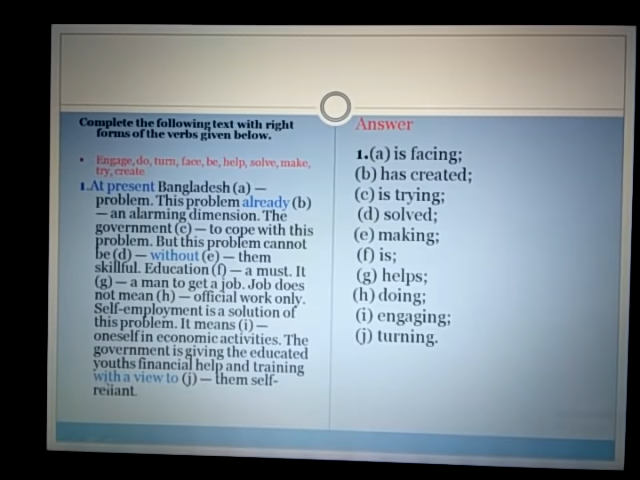 Complete the following text with right
forms of the verbs given below.
• Engage, do, turn, face, be, help, solve, make,
try, create
1.At present Bangladesh (a) —
problem. This problem already (b)
— an alarming dimension. The
government (c) — to cope with this
problem. But this problem cannot
be (d) — without (e) — them
skillful. Education (f) — a must. It
(g) — a man to get a job. Job does
not mean (h) — official work only.
Self-employment is a solution of
this problem. It means (i) —
oneself in economic activities. The
government is giving the educated
youths financial help and training
with a view to (j) — them self-
reliant.
Answer
1.(a) is facing;
(b) has created;
(c) is trying;
(d) solved;
(e) making;
(f) is;
(g) helps;
(h) doing;
(i) engaging;
(j) turning.